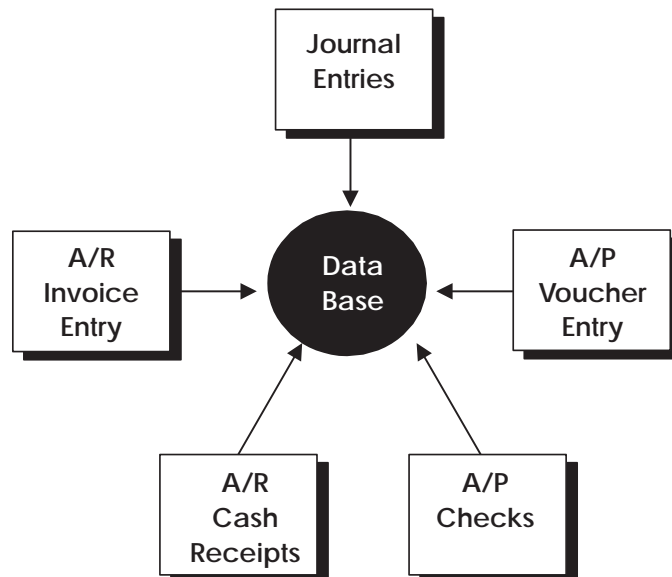 Journal
Entries
A/R
Invoice
Entry
Data
Base
A/P
Voucher
Entry
A/R
Cash
Receipts
A/P
Checks